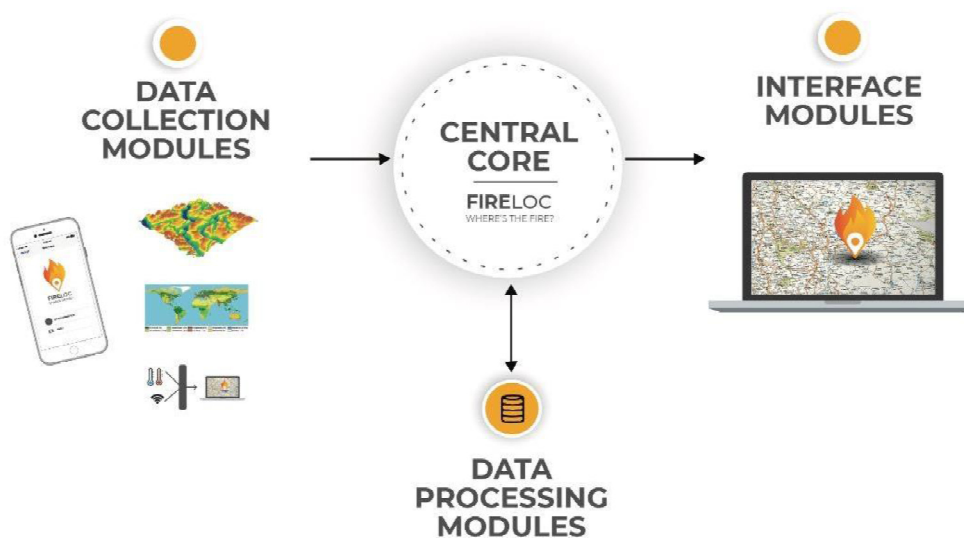 DATA
COLLECTION
MODULES
CENTRAL
CORE
FIRELOC
WHERE'S THE FIRE?
INTERFACE
MODULES
FIRELOC
DATA
PROCESSING
MODULES